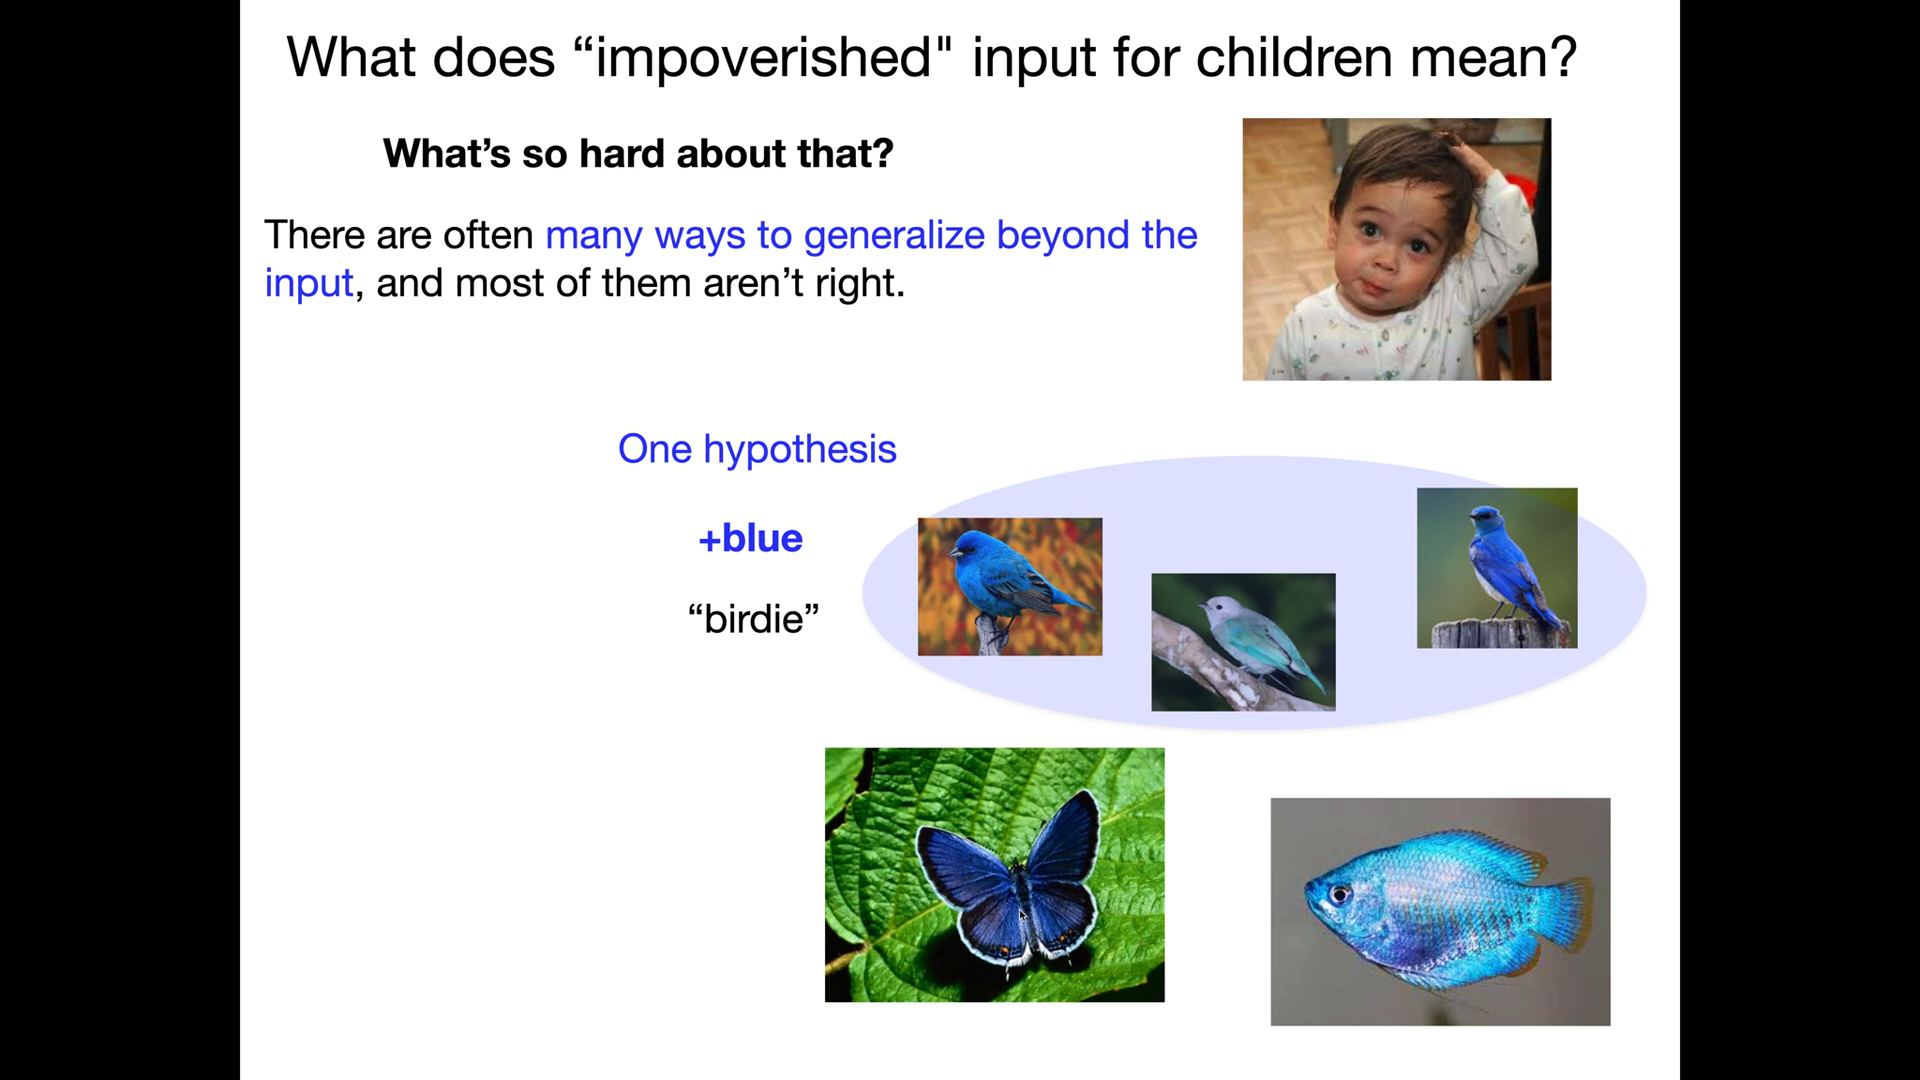 What does “impoverished" input for children mean?
What’s so hard about that?
There are often many ways to generalize beyond the
input, and most of them aren’t right.
One hypothesis
+blue
“birdie”